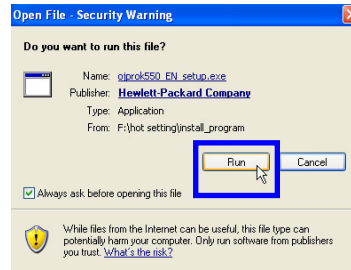 Open File - Security Warning
Do you want to run this file?
Name: ojprok550_EN_setup.exe
Publisher: Hewlett-Packard Company
Type: Application
From: F:\hot setting\install_program
Run
Cancel
Always ask before opening this file
While files from the Internet can be useful, this file type can
potentially harm your computer. Only run software from publishers
you trust. What's the risk?